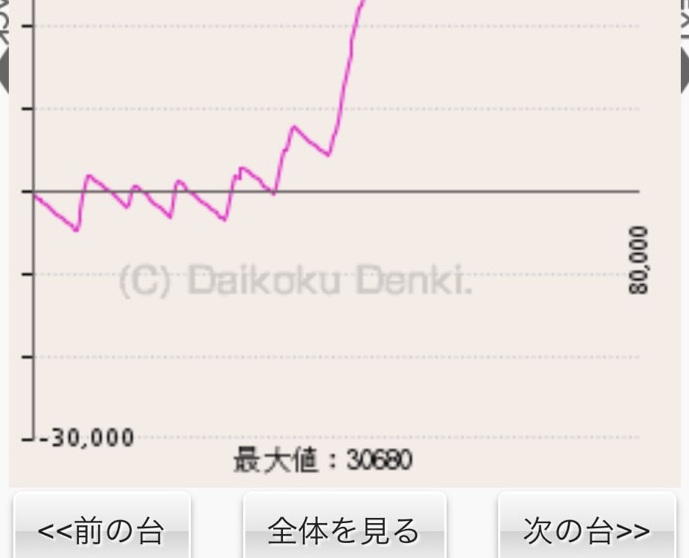 80,000
(C) Daikoku Denki.
-30,000
最大値：30680
<<前の台
全体を見る
次の台>>